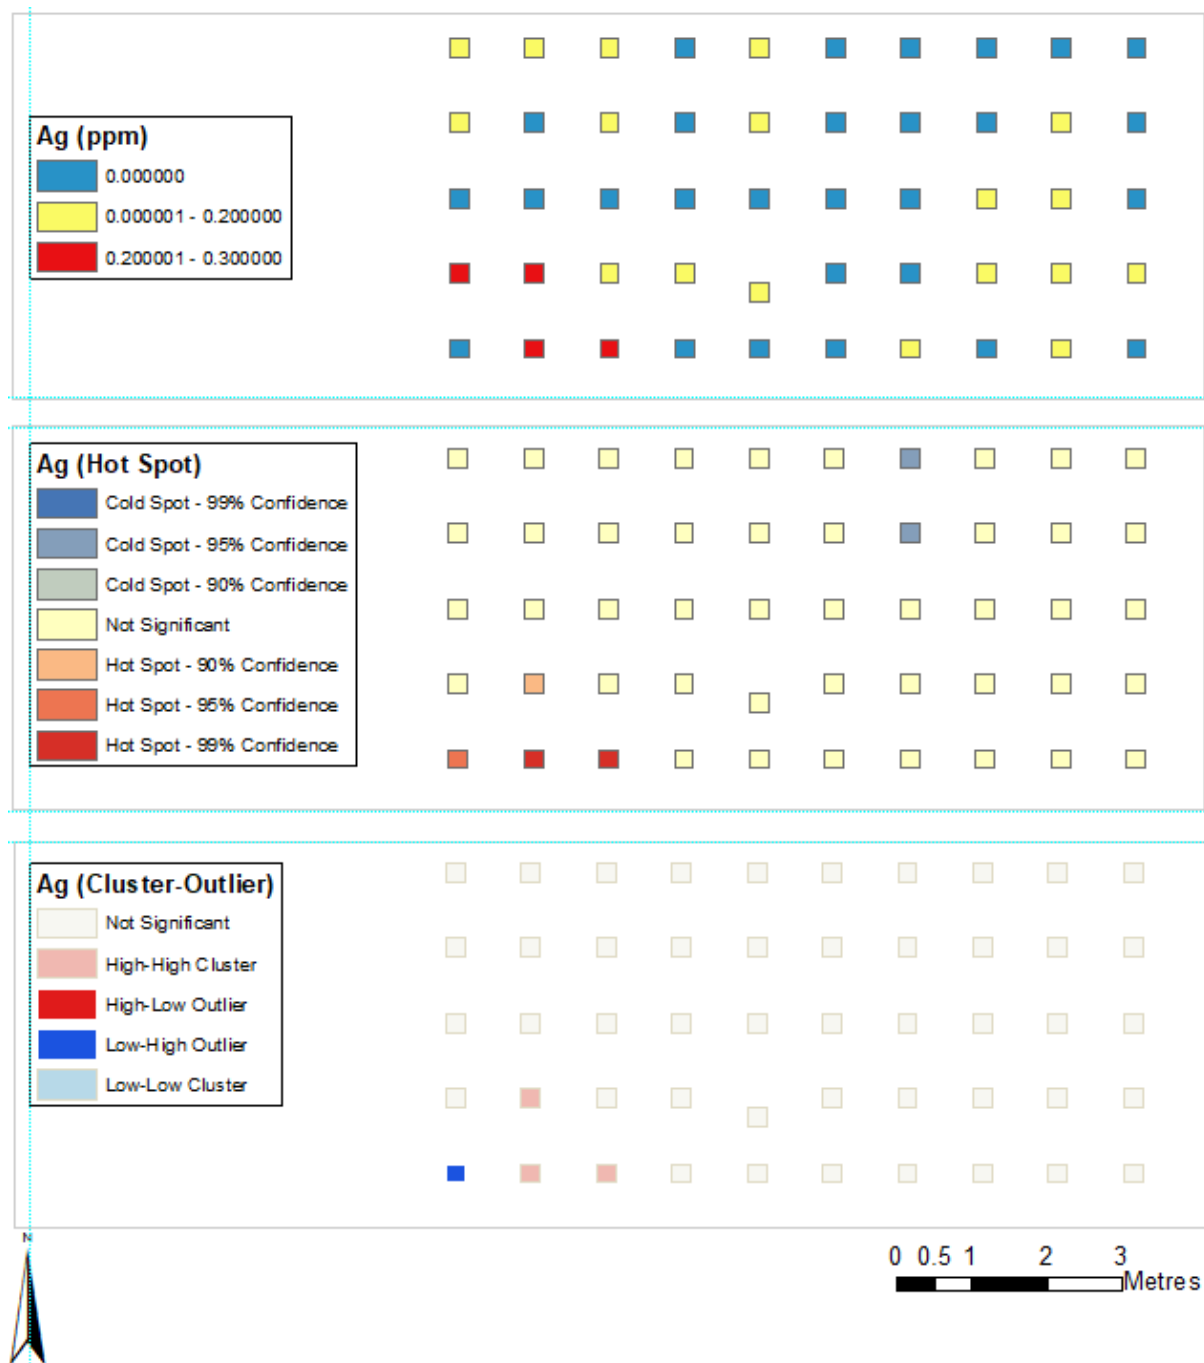 Ag (ppm)
0.000000
0.000001 - 0.200000
0.200001 - 0.300000
Ag (Hot Spot)
Cold Spot - 99% Confidence
Cold Spot - 95% Confidence
Cold Spot - 90% Confidence
Not Significant
Hot Spot - 90% Confidence
Hot Spot - 95% Confidence
Hot Spot - 99% Confidence
Ag (Cluster-Outlier)
Not Significant
High-High Cluster
High-Low Outlier
Low-High Outlier
Low-Low Cluster
N
0 0.5 1 2 3
Metres